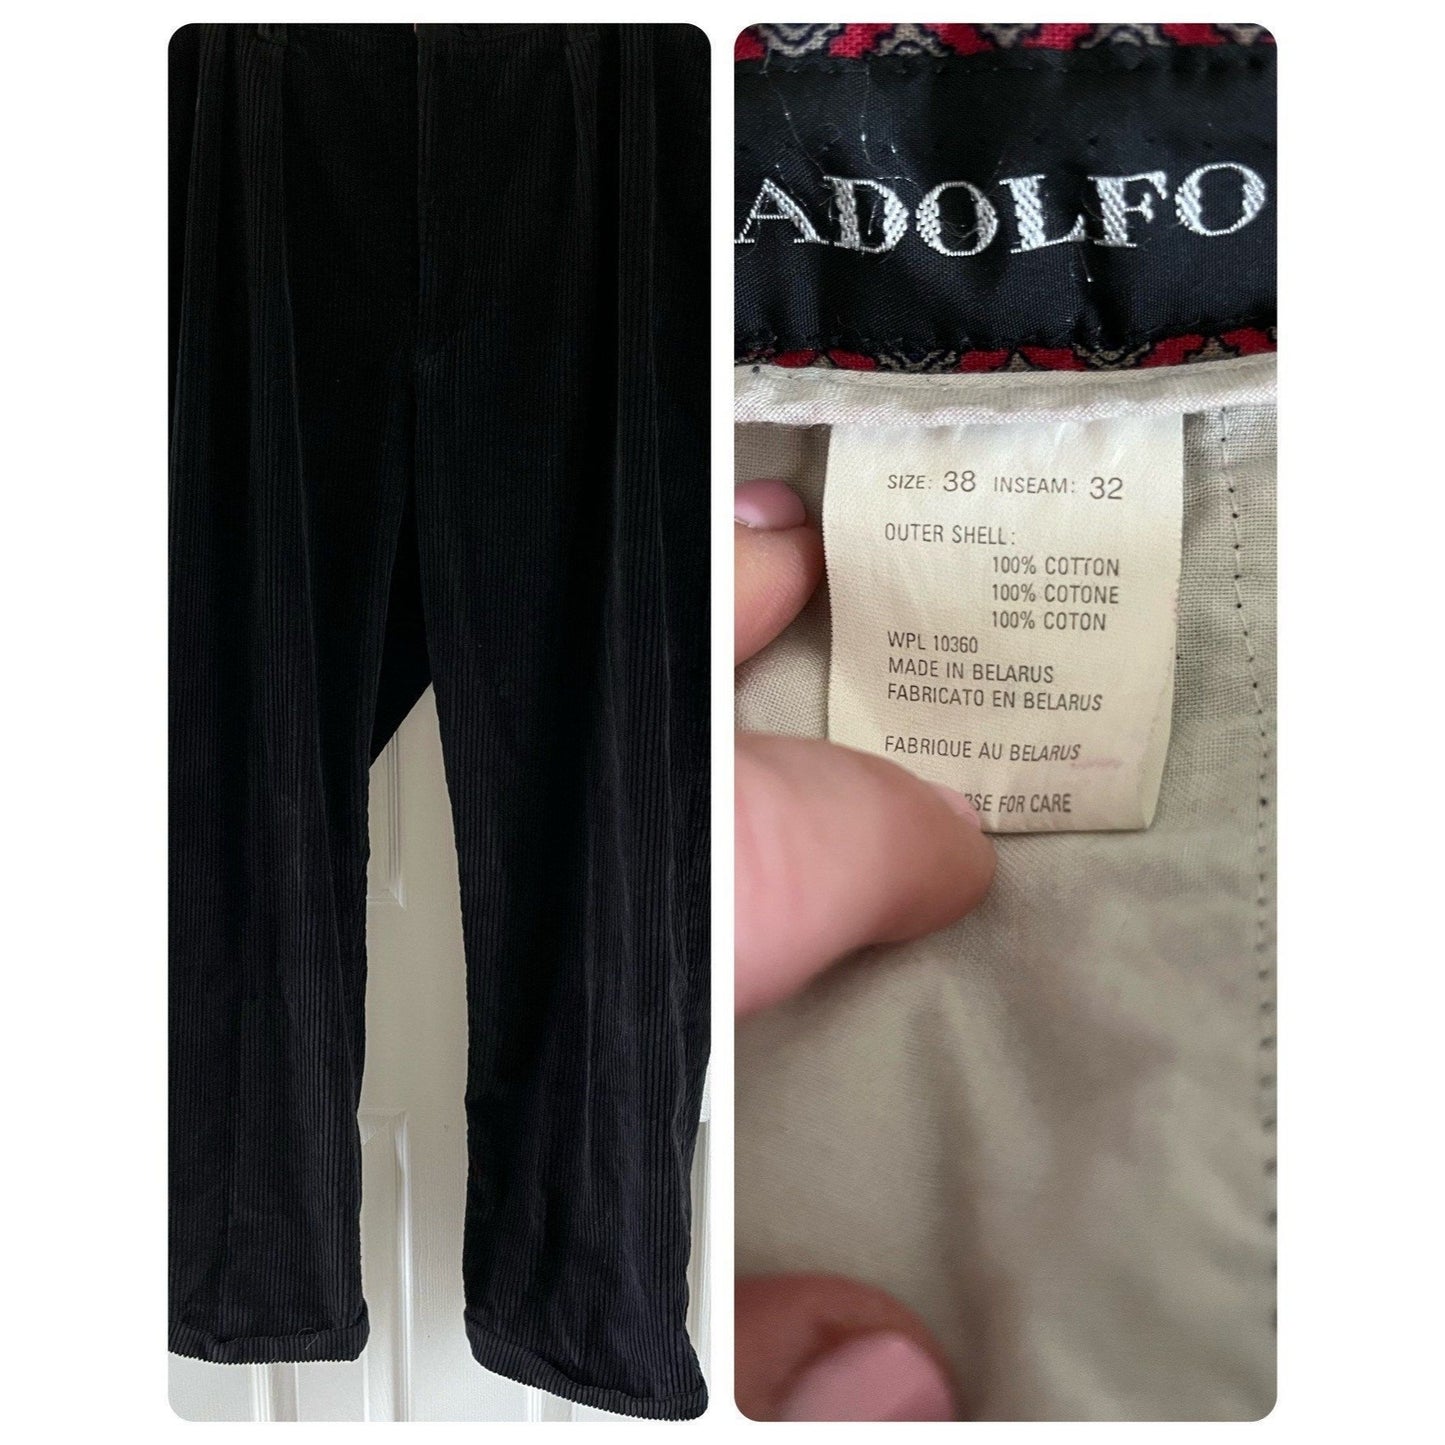 ADOLFO
SIZE: 38 INSEAM: 32
OUTER SHELL:
100% COTTON
100% COTONE
100% COTON
WPL 10360
MADE IN BELARUS
FABRICATO EN BELARUS
FABRIQUE AU BELARUS
FOR CARE